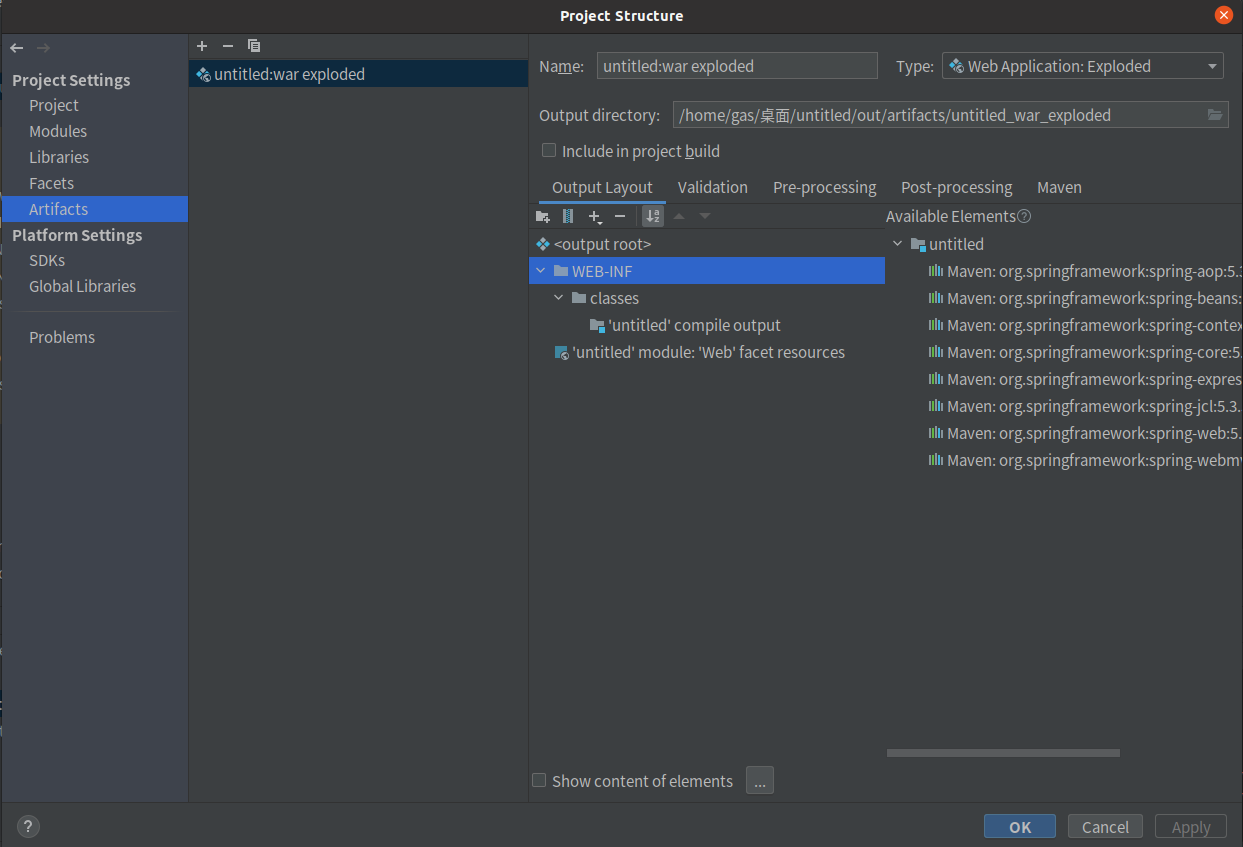 Project Structure
Project Settings
Project
Modules
Libraries
Facets
Artifacts
Platform Settings
SDKs
Global Libraries
Problems
untitled:war exploded
Name: untitled:war exploded Type: Web Application: Exploded
Output directory: /home/gas/桌面/untitled/out/artifacts/untitled_war_exploded
Include in project build
Output Layout Validation Pre-processing Post-processing Maven
Available Elements ?
<output root>
WEB-INF
classes
'untitled' compile output
'untitled' module: 'Web' facet resources
untitled
Maven: org.springframework:spring-aop:5.3
Maven: org.springframework:spring-beans:
Maven: org.springframework:spring-contex
Maven: org.springframework:spring-core:5.
Maven: org.springframework:spring-expres
Maven: org.springframework:spring-jcl:5.3.
Maven: org.springframework:spring-web:5.
Maven: org.springframework:spring-webmv
Show content of elements ...
? OK Cancel Apply